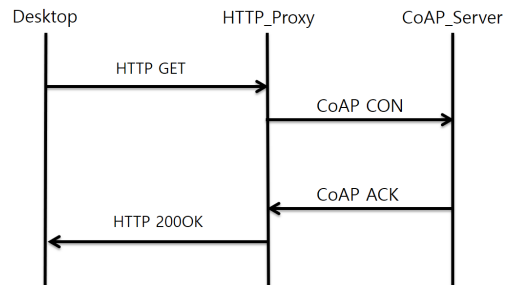 Desktop HTTP_Proxy CoAP_Server
HTTP GET
CoAP CON
CoAP ACK
HTTP 200OK